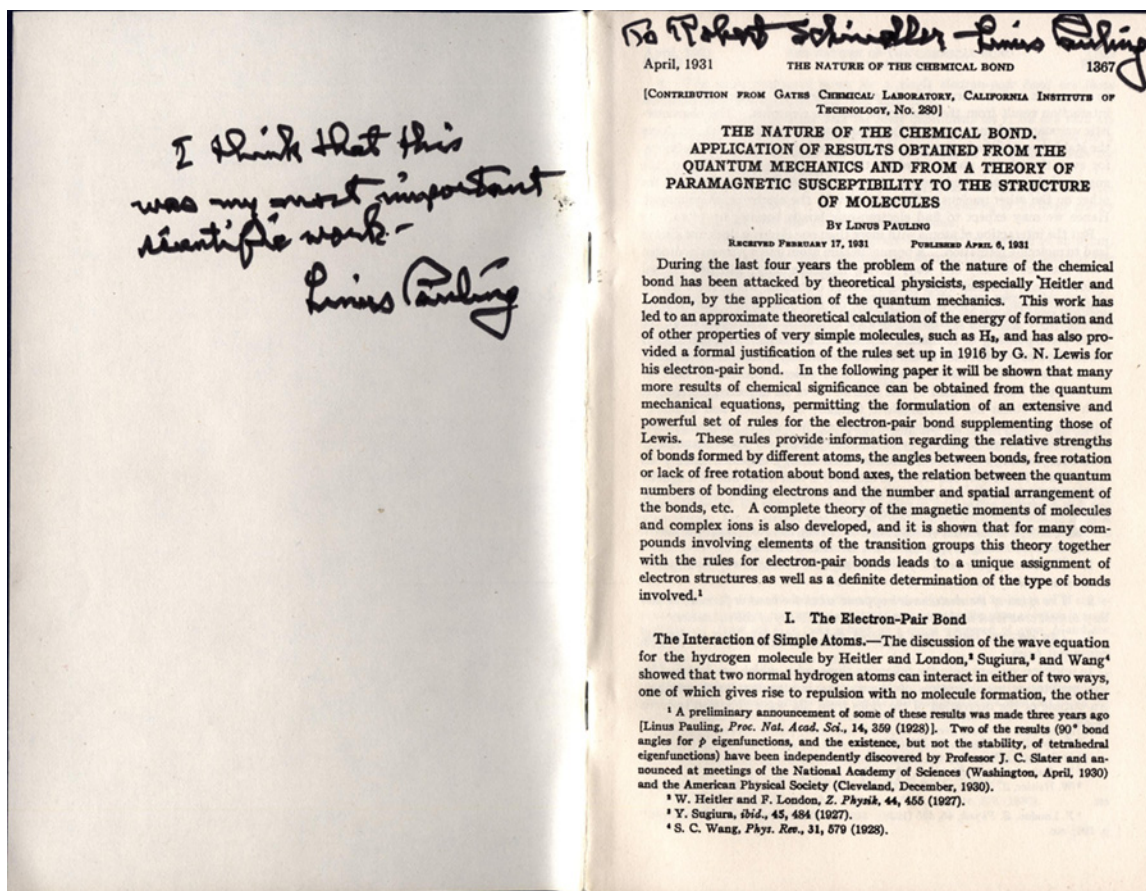 I think that this
was my most important
scientific work -
Linus Pauling
To Robert Schindler - Linus Pauling
April, 1931 THE NATURE OF THE CHEMICAL BOND 1367
[CONTRIBUTION FROM GATES CHEMICAL LABORATORY, CALIFORNIA INSTITUTE OF
TECHNOLOGY, NO. 280]
THE NATURE OF THE CHEMICAL BOND.
APPLICATION OF RESULTS OBTAINED FROM THE
QUANTUM MECHANICS AND FROM A THEORY OF
PARAMAGNETIC SUSCEPTIBILITY TO THE STRUCTURE
OF MOLECULES
BY LINUS PAULING
RECEIVED FEBRUARY 17, 1931 PUBLISHED APRIL 6, 1931
During the last four years the problem of the nature of the chemical
bond has been attacked by theoretical physicists, especially Heitler and
London, by the application of the quantum mechanics. This work has
led to an approximate theoretical calculation of the energy of formation and
of other properties of very simple molecules, such as H₂, and has also pro-
vided a formal justification of the rules set up in 1916 by G. N. Lewis for
his electron-pair bond. In the following paper it will be shown that many
more results of chemical significance can be obtained from the quantum
mechanical equations, permitting the formulation of an extensive and
powerful set of rules for the electron-pair bond supplementing those of
Lewis. These rules provide information regarding the relative strengths
of bonds formed by different atoms, the angles between bonds, free rotation
or lack of free rotation about bond axes, the relation between the quantum
numbers of bonding electrons and the number and spatial arrangement of
the bonds, etc. A complete theory of the magnetic moments of molecules
and complex ions is also developed, and it is shown that for many com-
pounds involving elements of the transition groups this theory together
with the rules for electron-pair bonds leads to a unique assignment of
electron structures as well as a definite determination of the type of bonds
involved.¹
I. The Electron-Pair Bond
The Interaction of Simple Atoms.—The discussion of the wave equation
for the hydrogen molecule by Heitler and London,² Sugiura,³ and Wang⁴
showed that two normal hydrogen atoms can interact in either of two ways,
one of which gives rise to repulsion with no molecule formation, the other
¹ A preliminary announcement of some of these results was made three years ago
[Linus Pauling, Proc. Nat. Acad. Sci., 14, 359 (1928)]. Two of the results (90° bond
angles for p eigenfunctions, and the existence, but not the stability, of tetrahedral
eigenfunctions) have been independently discovered by Professor J. C. Slater and an-
nounced at meetings of the National Academy of Sciences (Washington, April, 1930)
and the American Physical Society (Cleveland, December, 1930).
² W. Heitler and F. London, Z. Physik, 44, 455 (1927).
³ Y. Sugiura, ibid., 45, 484 (1927).
⁴ S. C. Wang, Phys. Rev., 31, 579 (1928).